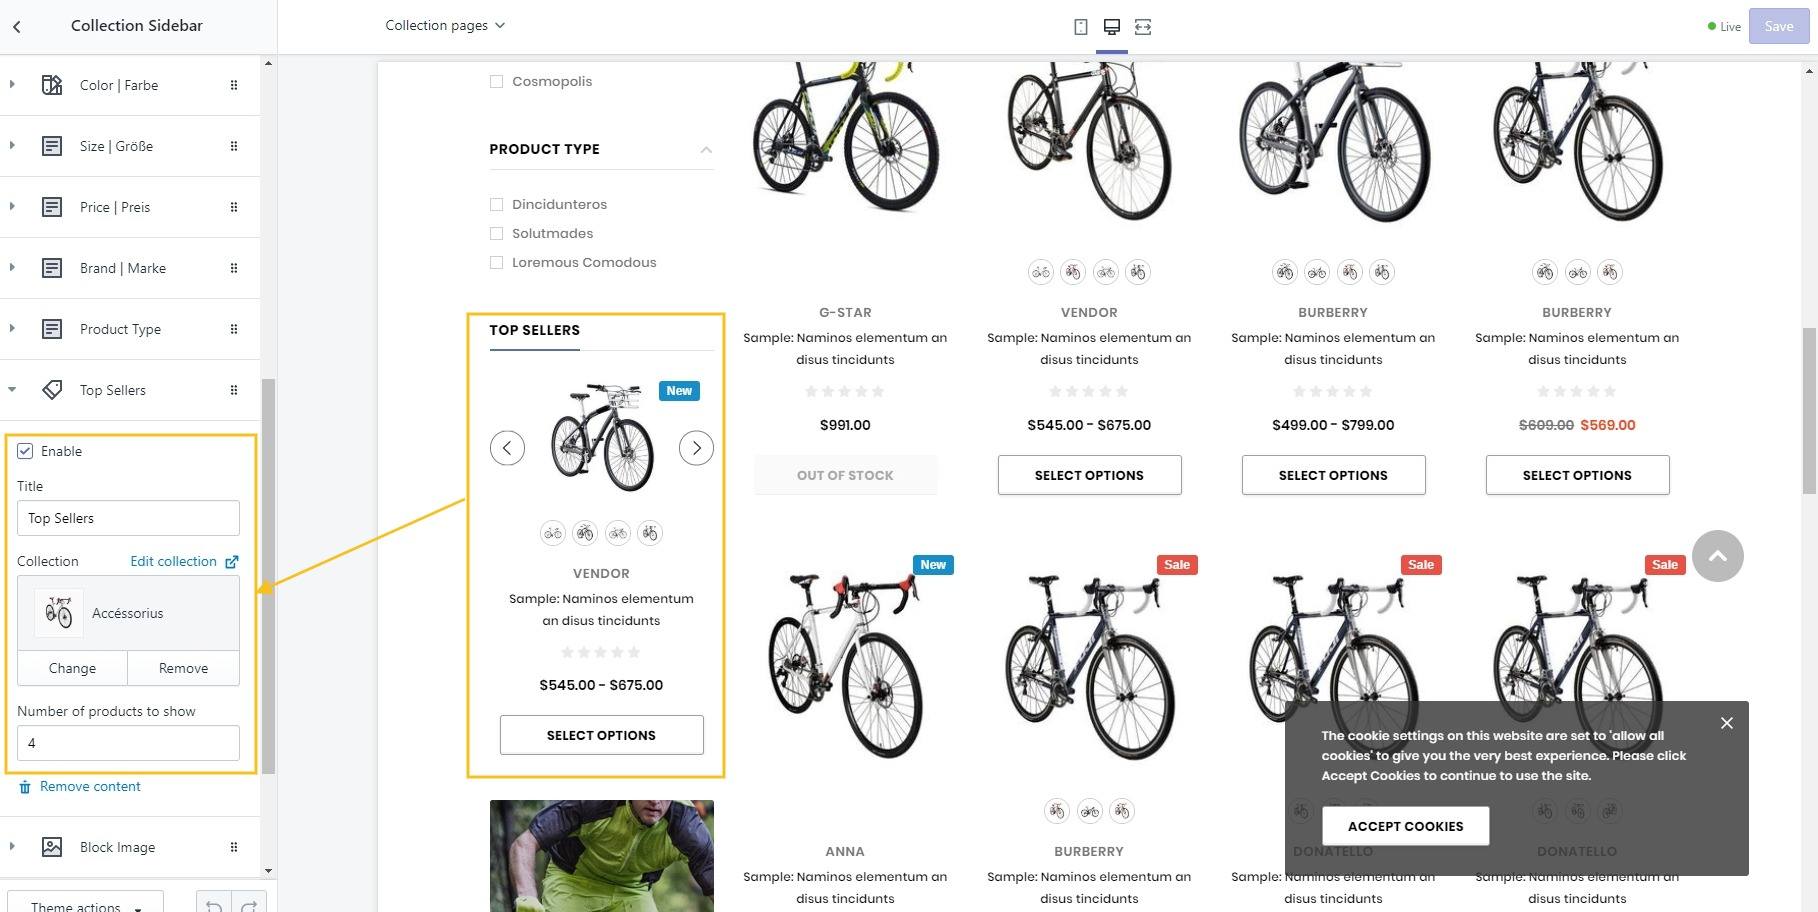 Collection Sidebar
Collection pages
Live
Save
Color | Farbe
Size | Größe
Price | Preis
Brand | Marke
Product Type
Top Sellers
Enable
Title
Top Sellers
Collection
Edit collection
Accéssorius
Change
Remove
Number of products to show
4
Remove content
Block Image
Theme actions
Cosmopolis
PRODUCT TYPE
Dincidunteros
Solutmades
Loremous Comodous
TOP SELLERS
New
VENDOR
Sample: Naminos elementum
an disus tincidunts
$545.00 - $675.00
SELECT OPTIONS
G-STAR
Sample: Naminos elementum an
disus tincidunts
$991.00
OUT OF STOCK
VENDOR
Sample: Naminos elementum an
disus tincidunts
$545.00 - $675.00
SELECT OPTIONS
BURBERRY
Sample: Naminos elementum an
disus tincidunts
$499.00 - $799.00
SELECT OPTIONS
BURBERRY
Sample: Naminos elementum an
disus tincidunts
$609.00 $569.00
SELECT OPTIONS
New
ANNA
Sample: Naminos elementum an
disus tincidunts
Sale
BURBERRY
Sample: Naminos elementum an
disus tincidunts
Sale
DONATELLO
Sample: Naminos elementum an
disus tincidunts
Sale
DONATELLO
Sample: Naminos elementum an
disus tincidunts
The cookie settings on this website are set to 'allow all
cookies' to give you the very best experience. Please click
Accept Cookies to continue to use the site.
ACCEPT COOKIES